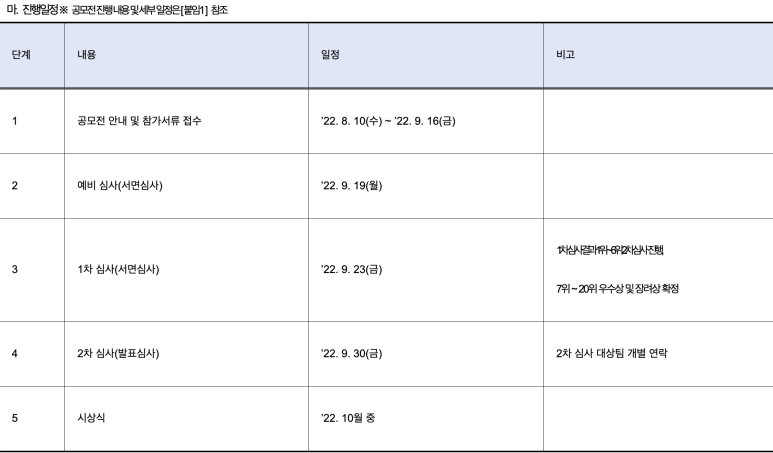 마. 진행일정 ※ 공모전 진행 내용 및 세부 일정은 [붙임1] 참조
단계 내용 일정 비고
1 공모전 안내 및 참가서류 접수 '22. 8. 10(수) ~ '22. 9. 16(금)
2 예비 심사(서면심사) '22. 9. 19(월)
3 1차 심사(서면심사) '22. 9. 23(금)
1차 심사 결과 1위~6위 2차 심사 진행,
7위 ~ 20위 우수상 및 장려상 확정
4 2차 심사(발표심사) '22. 9. 30(금) 2차 심사 대상팀 개별 연락
5 시상식 '22. 10월 중